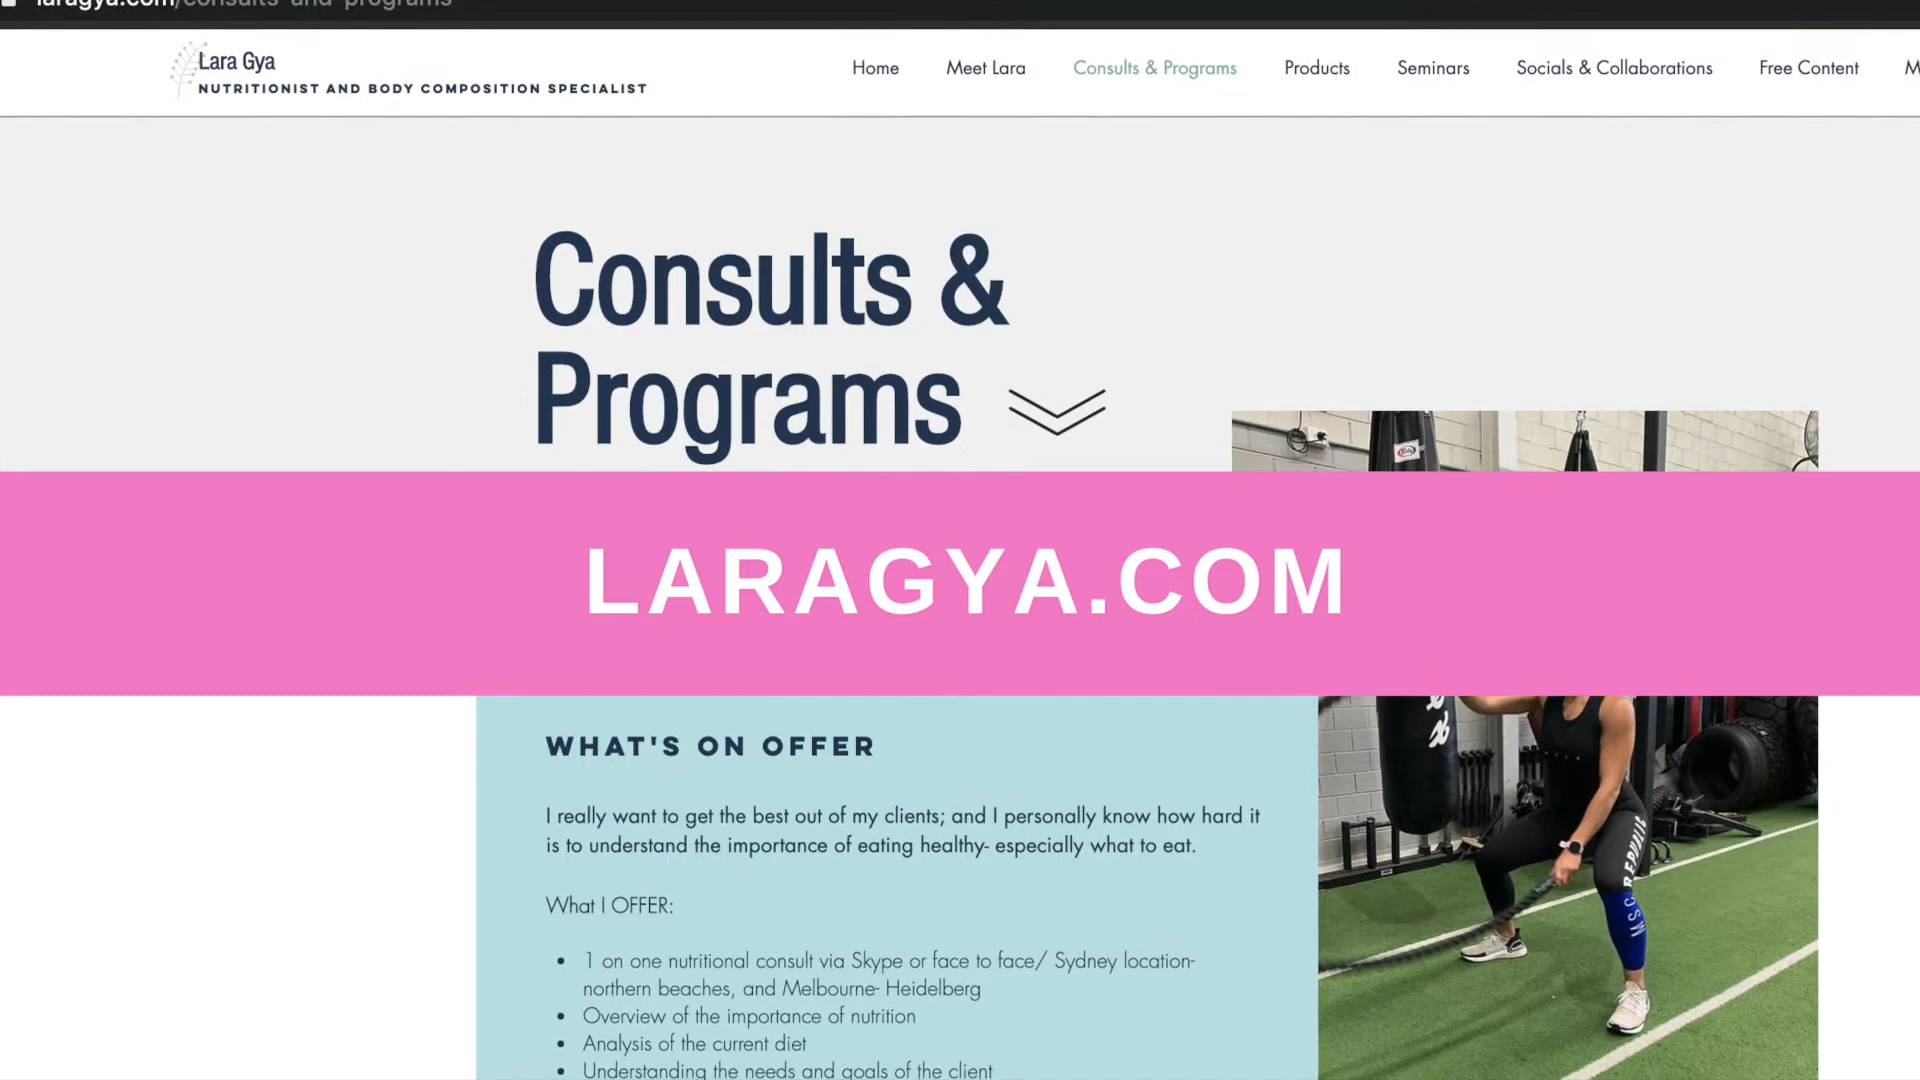 laragya.com/consults-and-programs
Lara Gya
NUTRITIONIST AND BODY COMPOSITION SPECIALIST
Home Meet Lara Consults & Programs Products Seminars Socials & Collaborations Free Content
Consults &
Programs
LARAGYA.COM
WHAT'S ON OFFER
I really want to get the best out of my clients; and I personally know how hard it
is to understand the importance of eating healthy- especially what to eat.
What I OFFER:
• 1 on one nutritional consult via Skype or face to face/ Sydney location-
northern beaches, and Melbourne- Heidelberg
• Overview of the importance of nutrition
• Analysis of the current diet
• Understanding the needs and goals of the client
REPUBLIC